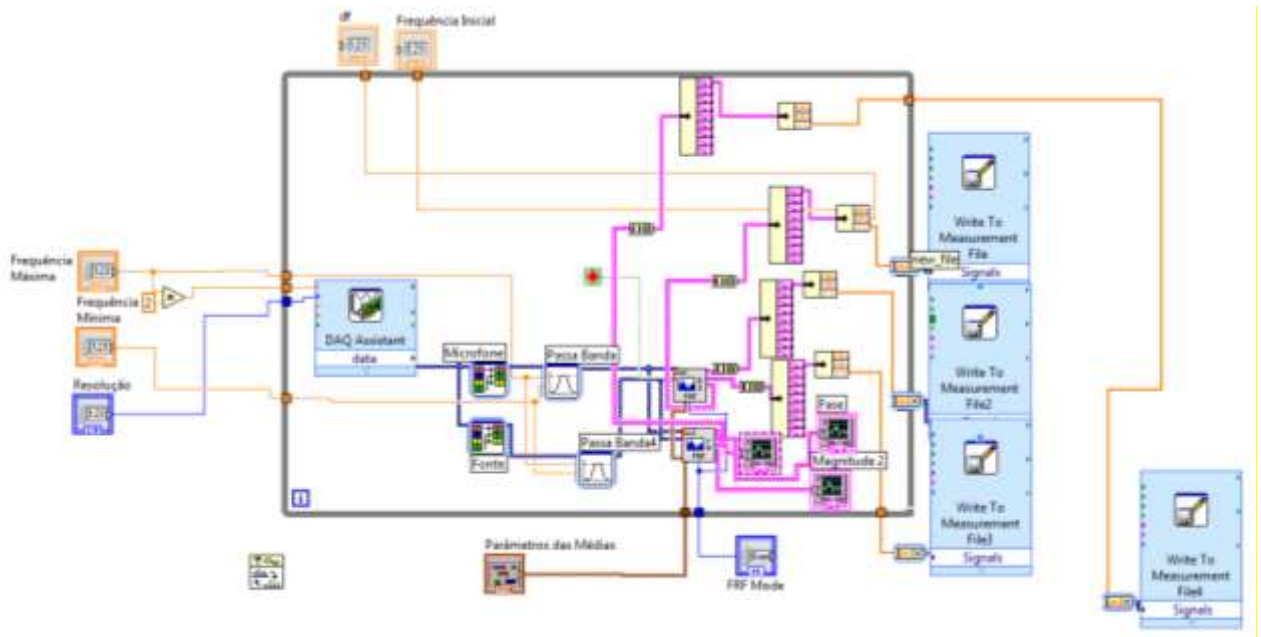 df
Frequência Inicial
Write To
Measurement
File
Signals
new_file
Frequência
Máxima
2
Frequência
Mínima
DAQ Assistant
data
Microfone
Passa Banda
Write To
Measurement
File2
Resolução
Fase
Fonte
Passa Banda4
Magnitude 2
i
Write To
Measurement
File3
Signals
Parâmetros das Médias
FRF Mode
Write To
Measurement
File4
Signals